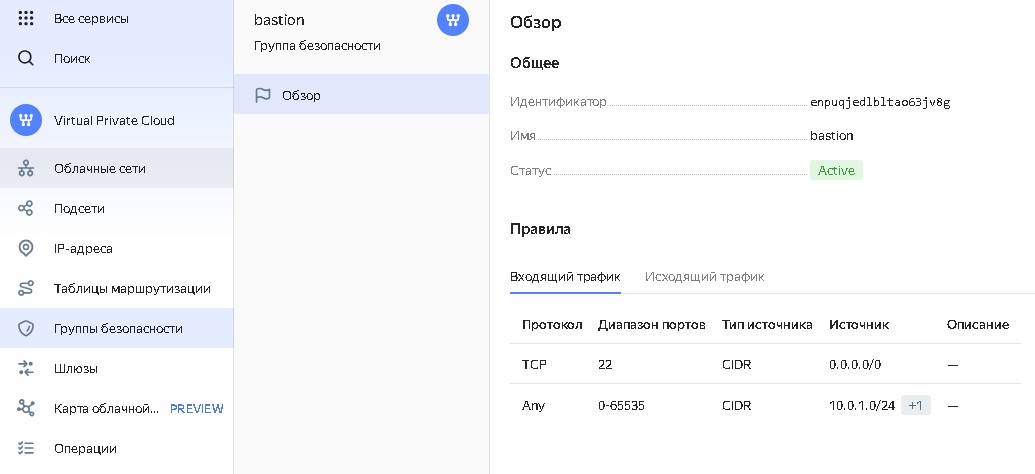 Все сервисы
Поиск
Virtual Private Cloud
Облачные сети
Подсети
IP-адреса
Таблицы маршрутизации
Группы безопасности
Шлюзы
Карта облачной... PREVIEW
Операции
bastion
Группа безопасности
Обзор
Обзор
Общее
Идентификатор enpuqjedlbltao63jv8g
Имя bastion
Статус Active
Правила
Входящий трафик Исходящий трафик
Протокол Диапазон портов Тип источника Источник Описание
TCP 22 CIDR 0.0.0.0/0 —
Any 0-65535 CIDR 10.0.1.0/24 +1 —